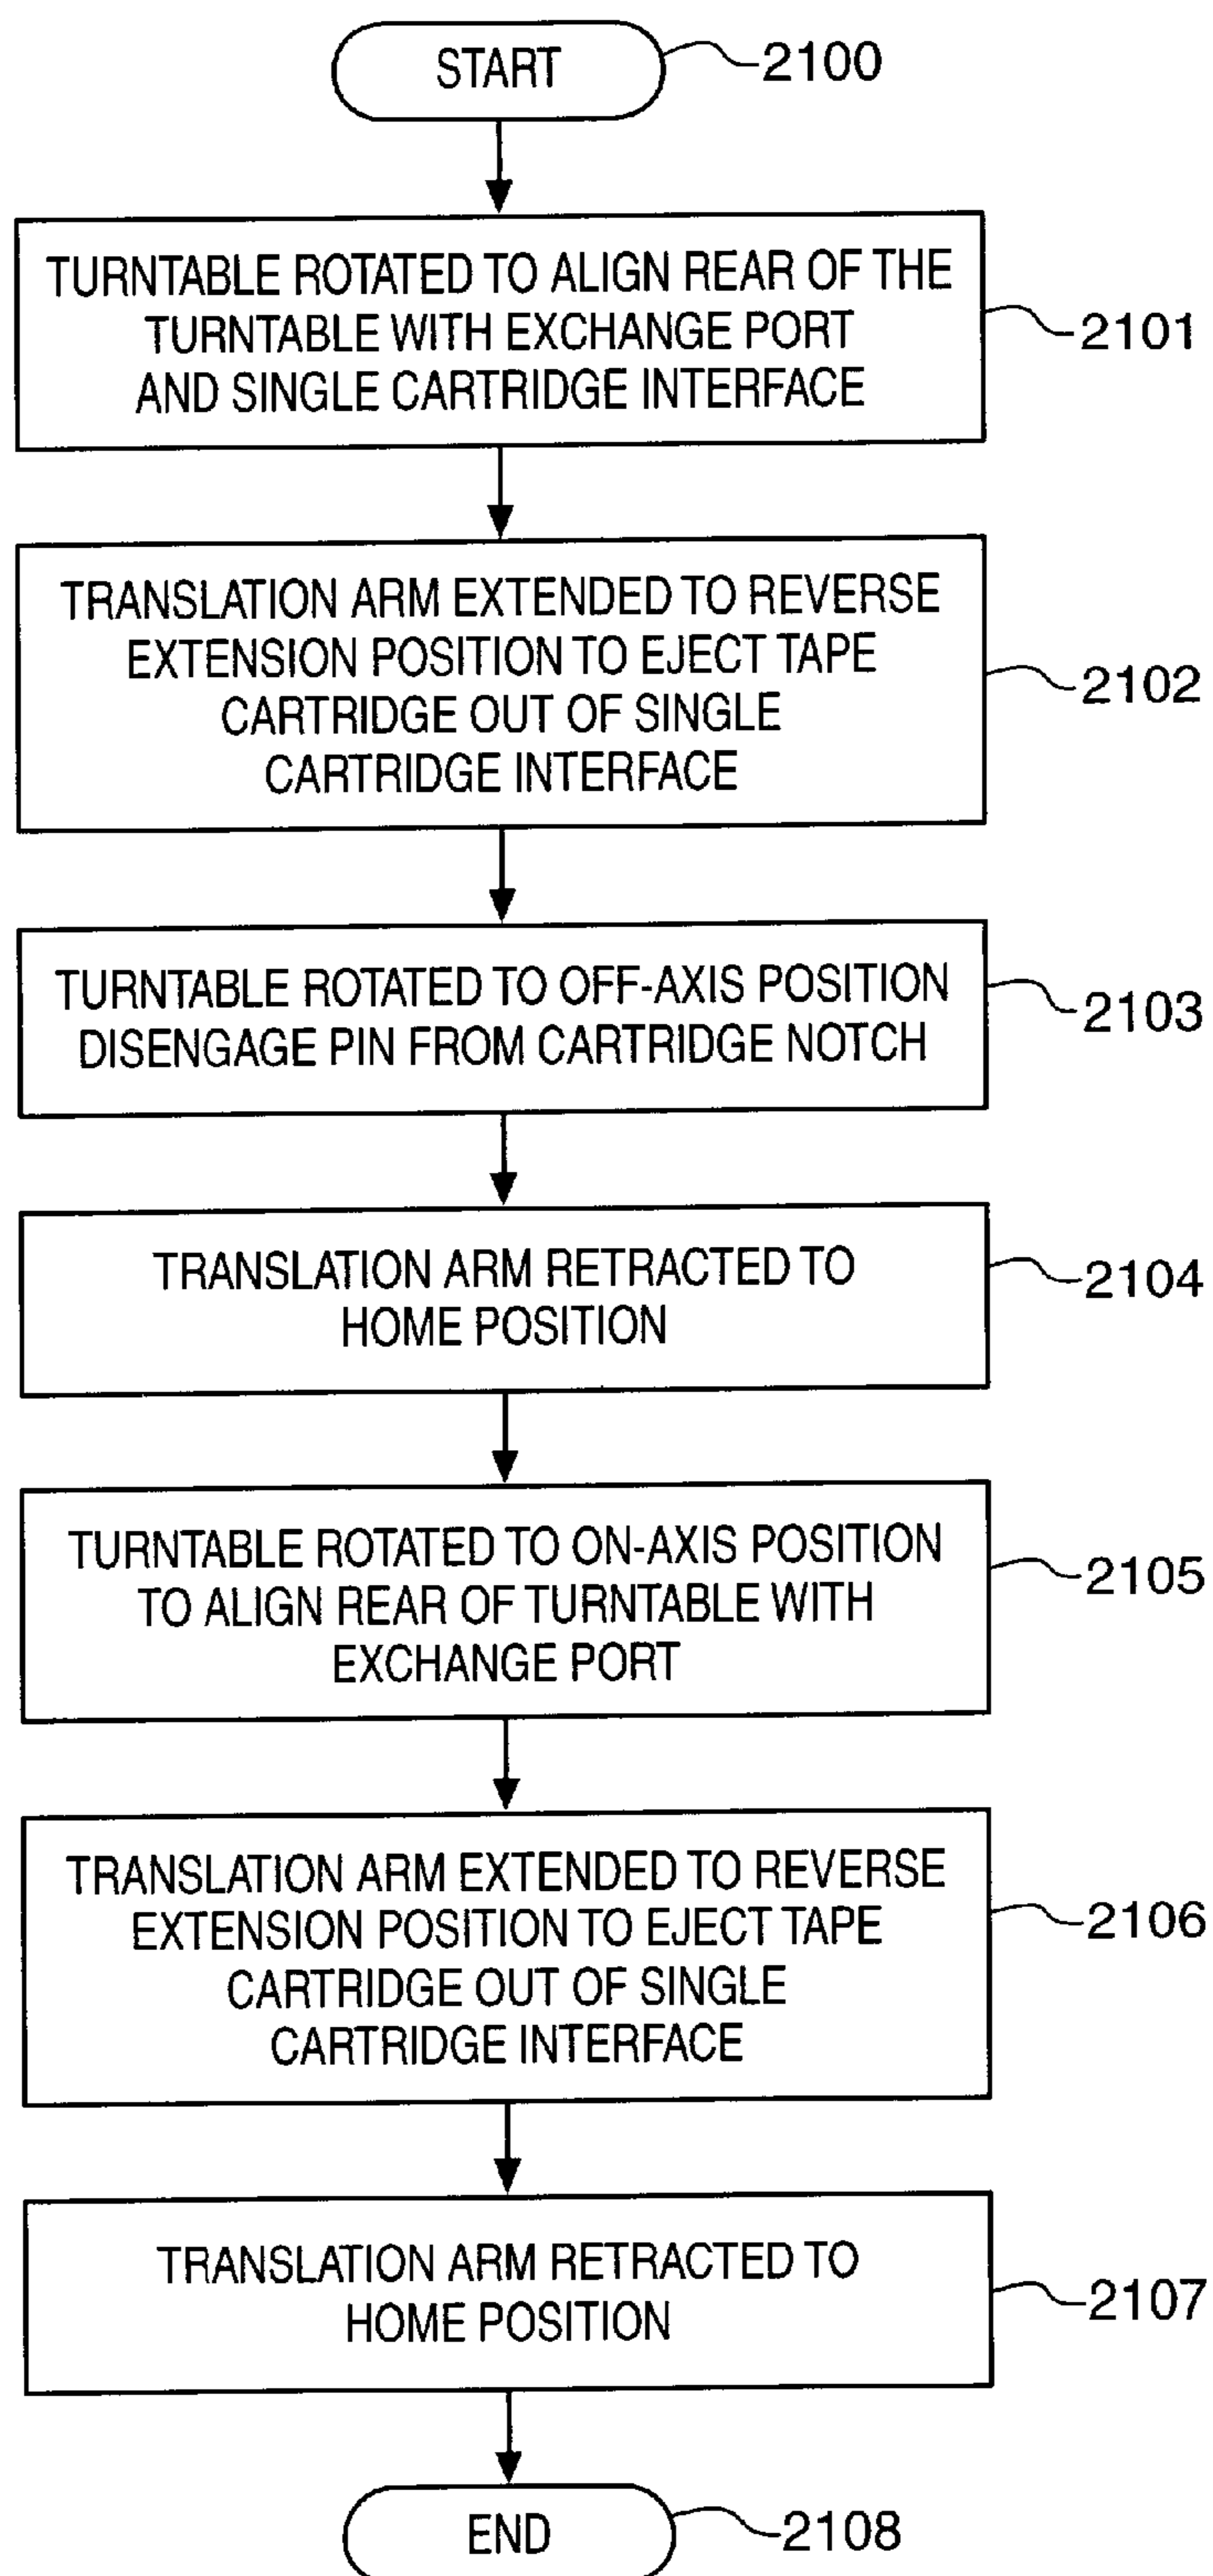 START
2100
TURNTABLE ROTATED TO ALIGN REAR OF THE
TURNTABLE WITH EXCHANGE PORT
AND SINGLE CARTRIDGE INTERFACE
2101
TRANSLATION ARM EXTENDED TO REVERSE
EXTENSION POSITION TO EJECT TAPE
CARTRIDGE OUT OF SINGLE
CARTRIDGE INTERFACE
2102
TURNTABLE ROTATED TO OFF-AXIS POSITION
DISENGAGE PIN FROM CARTRIDGE NOTCH
2103
TRANSLATION ARM RETRACTED TO
HOME POSITION
2104
TURNTABLE ROTATED TO ON-AXIS POSITION
TO ALIGN REAR OF TURNTABLE WITH
EXCHANGE PORT
2105
TRANSLATION ARM EXTENDED TO REVERSE
EXTENSION POSITION TO EJECT TAPE
CARTRIDGE OUT OF SINGLE
CARTRIDGE INTERFACE
2106
TRANSLATION ARM RETRACTED TO
HOME POSITION
2107
END
2108